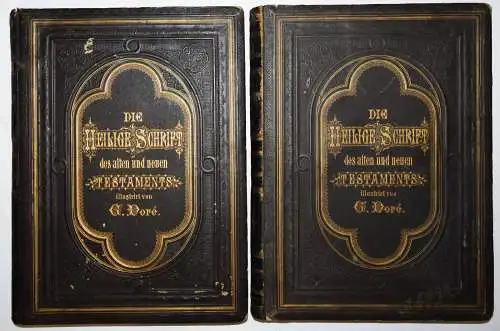 DIE
HEILIGE SCHRIFT
des alten und neuen
TESTAMENTS
illustrirt von
G. Doré.
DIE
HEILIGE SCHRIFT
des alten und neuen
TESTAMENTS
illustrirt von
G. Doré.